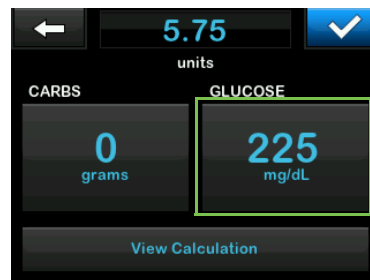 5.75
units
CARBS GLUCOSE
0 225
grams mg/dL
View Calculation